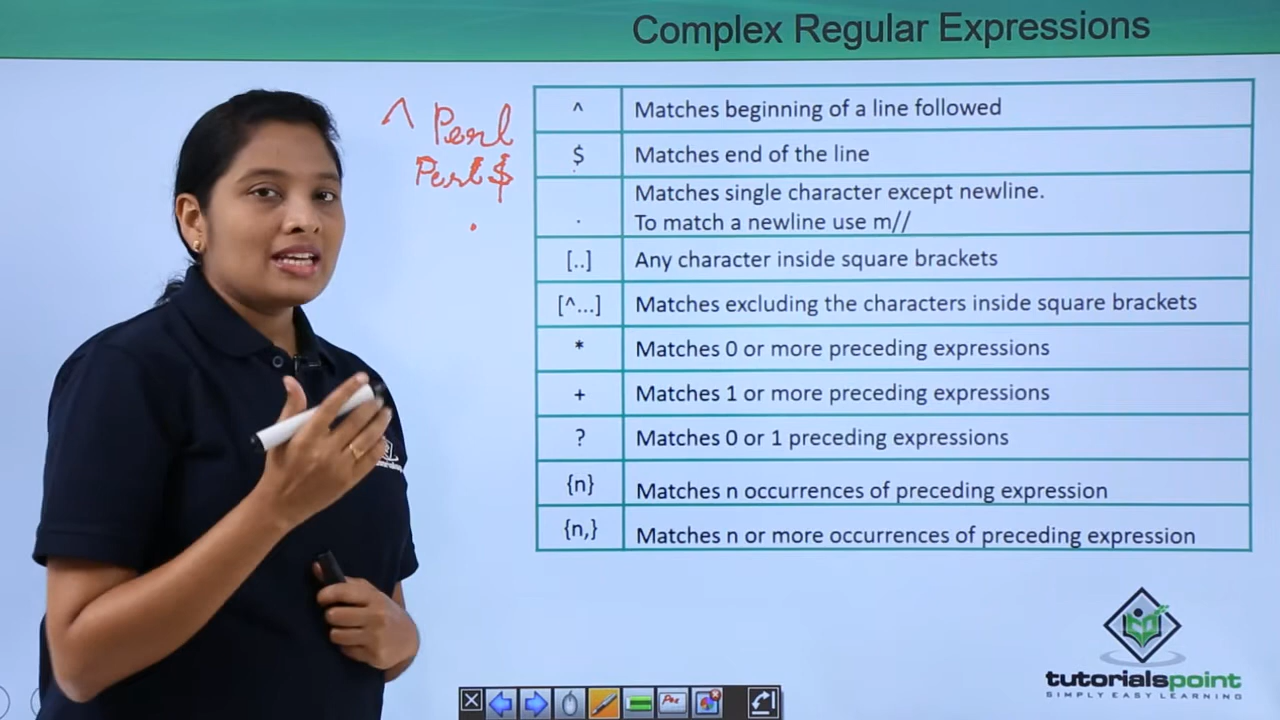 Complex Regular Expressions
^ Perl
Perl $
.
^ Matches beginning of a line followed
$ Matches end of the line
. Matches single character except newline.
To match a newline use m//
[..] Any character inside square brackets
[^...] Matches excluding the characters inside square brackets
* Matches 0 or more preceding expressions
+ Matches 1 or more preceding expressions
? Matches 0 or 1 preceding expressions
{n} Matches n occurrences of preceding expression
{n,} Matches n or more occurrences of preceding expression
tutorialspoint
SIMPLY EASY LEARNING